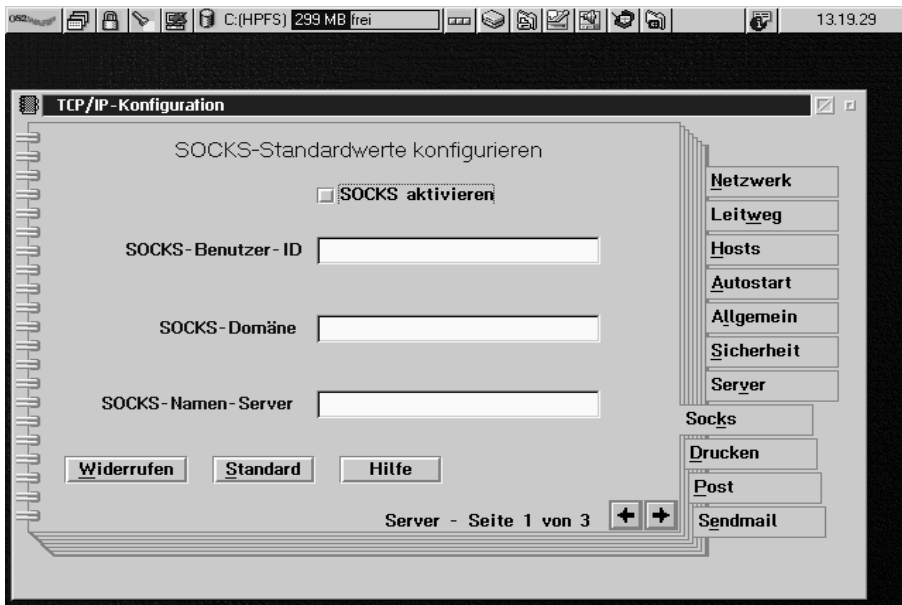 OS2
C:(HPFS) 299 MB frei
13.19.29
TCP/IP-Konfiguration
SOCKS-Standardwerte konfigurieren
SOCKS aktivieren
SOCKS-Benutzer-ID
SOCKS-Domäne
SOCKS-Namen-Server
Widerrufen Standard Hilfe
Server - Seite 1 von 3
Netzwerk
Leitweg
Hosts
Autostart
Allgemein
Sicherheit
Server
Socks
Drucken
Post
Sendmail